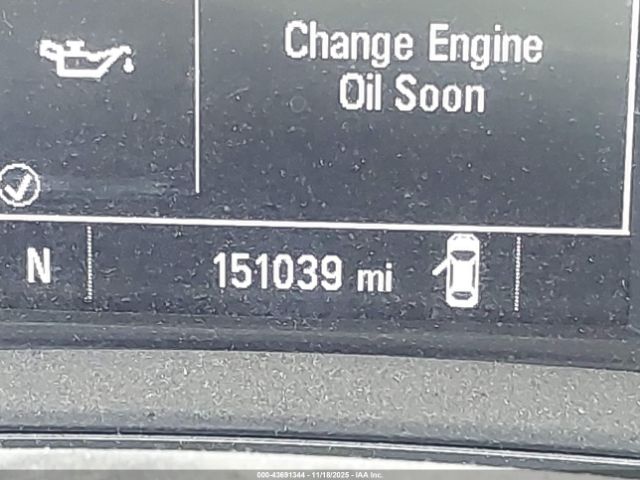 Change Engine
Oil Soon
N 151039 mi
000-43691344 - 11/18/2025 - IAA Inc.